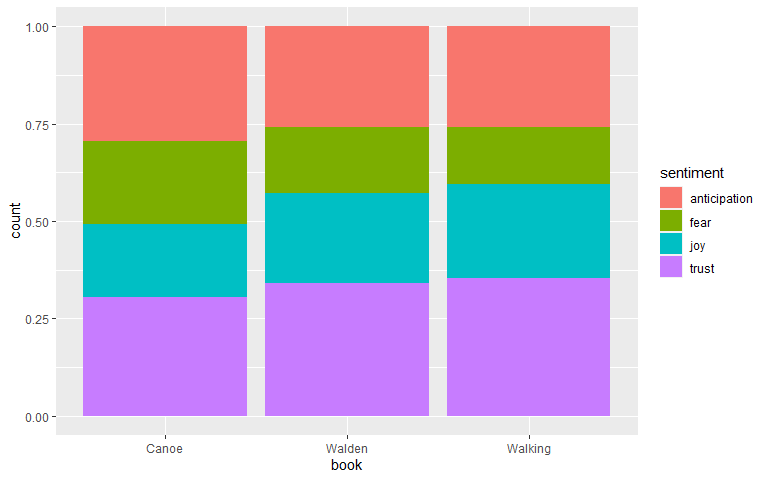 1.00
0.75
0.50
0.25
0.00
count
Canoe
Walden
Walking
book
sentiment
anticipation
fear
joy
trust